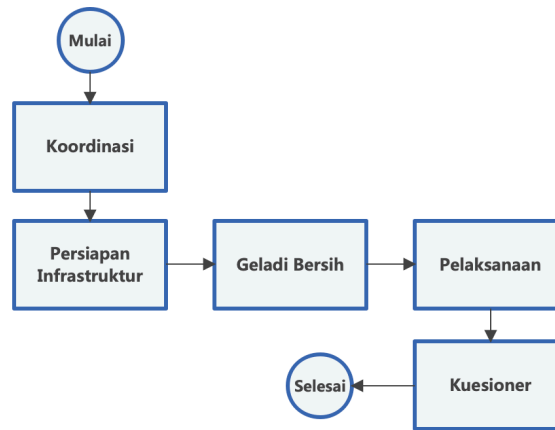 Mulai
Koordinasi
Persiapan
Infrastruktur
Geladi Bersih
Pelaksanaan
Kuesioner
Selesai